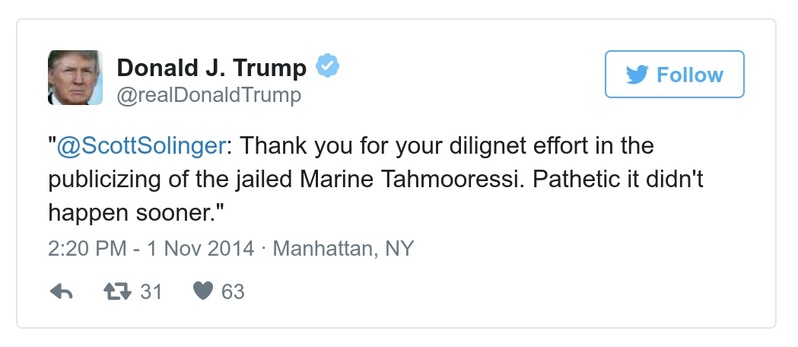 Donald J. Trump
Follow
@realDonaldTrump
"@ScottSolinger: Thank you for your dilignet effort in the
publicizing of the jailed Marine Tahmooressi. Pathetic it didn't
happen sooner."
2:20 PM - 1 Nov 2014 · Manhattan, NY
31 63